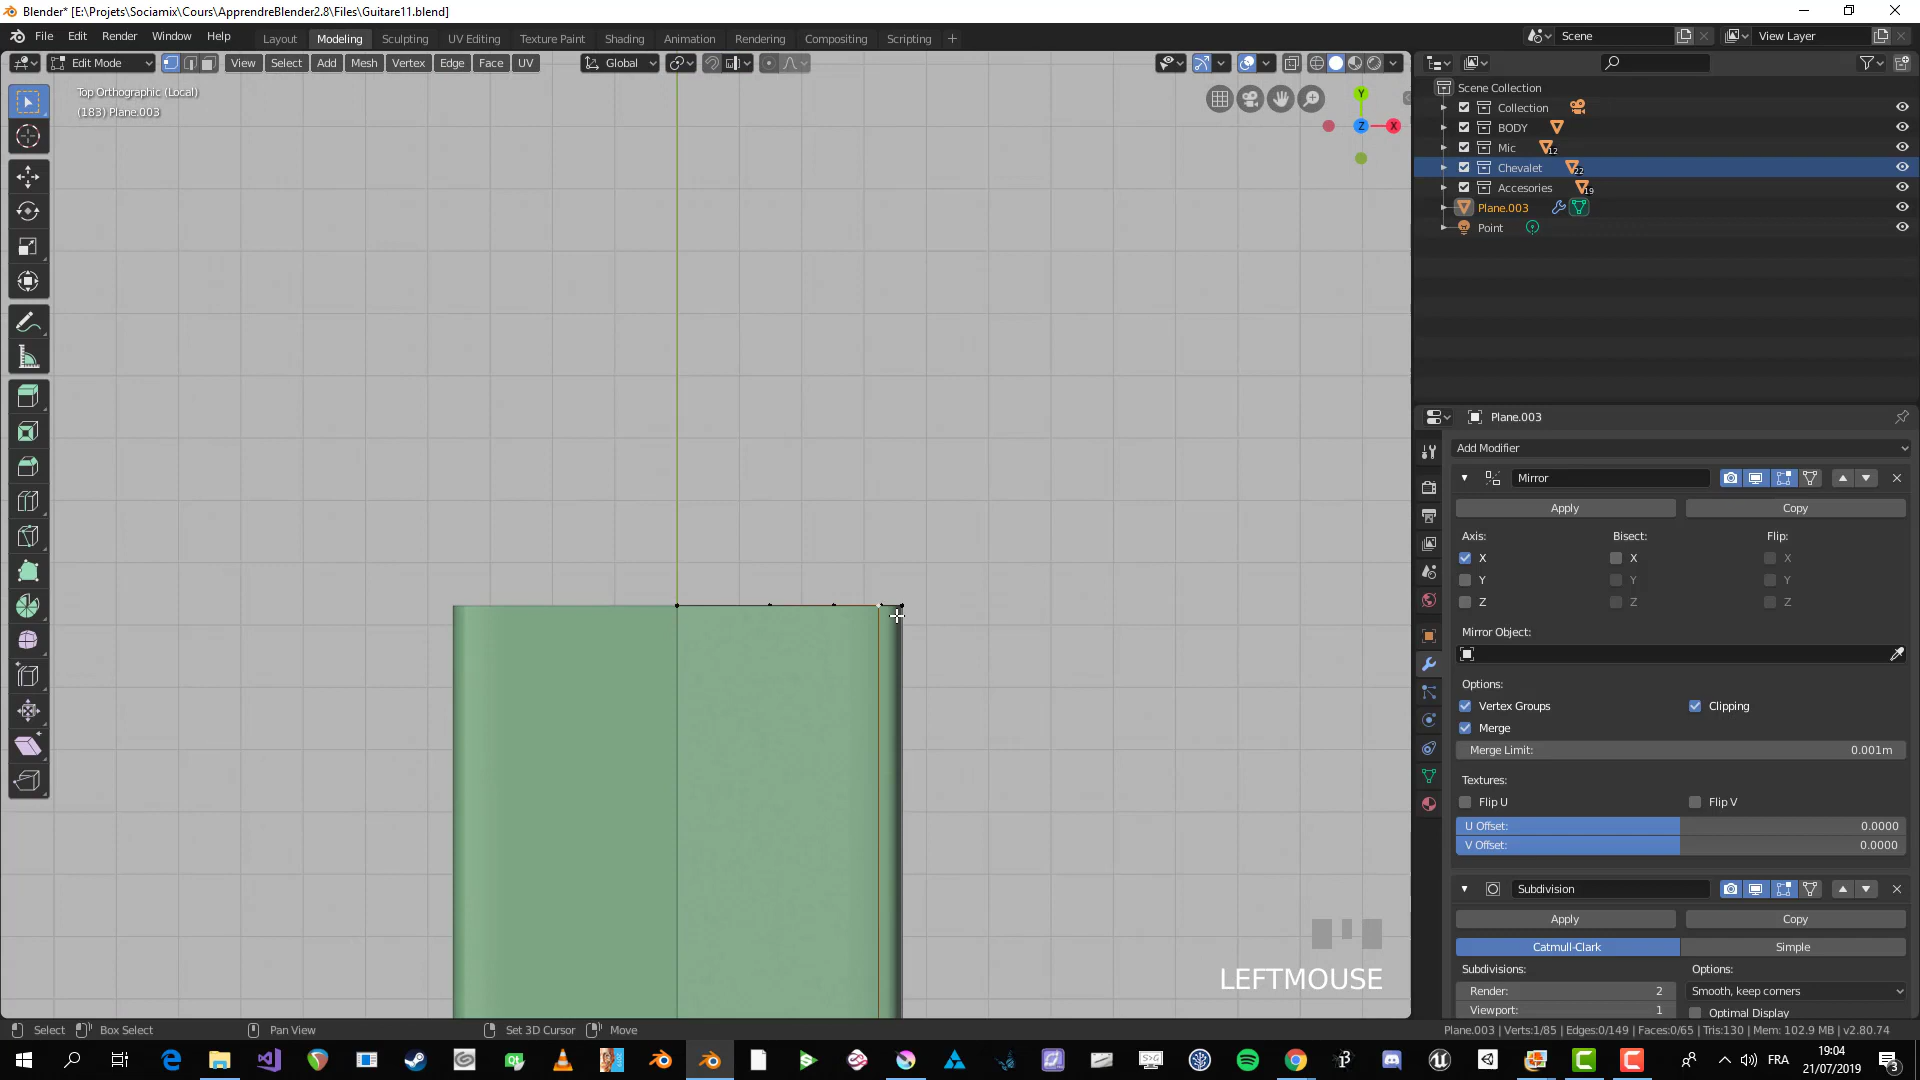 Blender* [E:\Projets\Sociamix\Cours\ApprendreBlender2.8\Files\Guitare11.blend]
File Edit Render Window Help Layout Modeling Sculpting UV Editing Texture Paint Shading Animation Rendering Compositing Scripting + Scene View Layer
Edit Mode View Select Add Mesh Vertex Edge Face UV Global
Top Orthographic (Local)
(183) Plane.003
Y
Z X
Scene Collection
Collection
BODY
Mic 12
Chevalet 22
Accesories 19
Plane.003
Point
Plane.003
Add Modifier
Mirror
Apply Copy
Axis: Bisect: Flip:
X X X
Y Y Y
Z Z Z
Mirror Object:
Options:
Vertex Groups Clipping
Merge
Merge Limit: 0.001m
Textures:
Flip U Flip V
U Offset: 0.0000
V Offset: 0.0000
Subdivision
Apply Copy
Catmull-Clark Simple
Subdivisions: Options:
Render: 2 Smooth, keep corners
Viewport: 1 Optimal Display
LEFTMOUSE
Select Box Select Pan View Set 3D Cursor Move Plane.003 | Verts:1/85 | Edges:0/149 | Faces:0/65 | Tris:130 | Mem: 102.9 MB | v2.80.74
FRA 19:04
21/07/2019
3